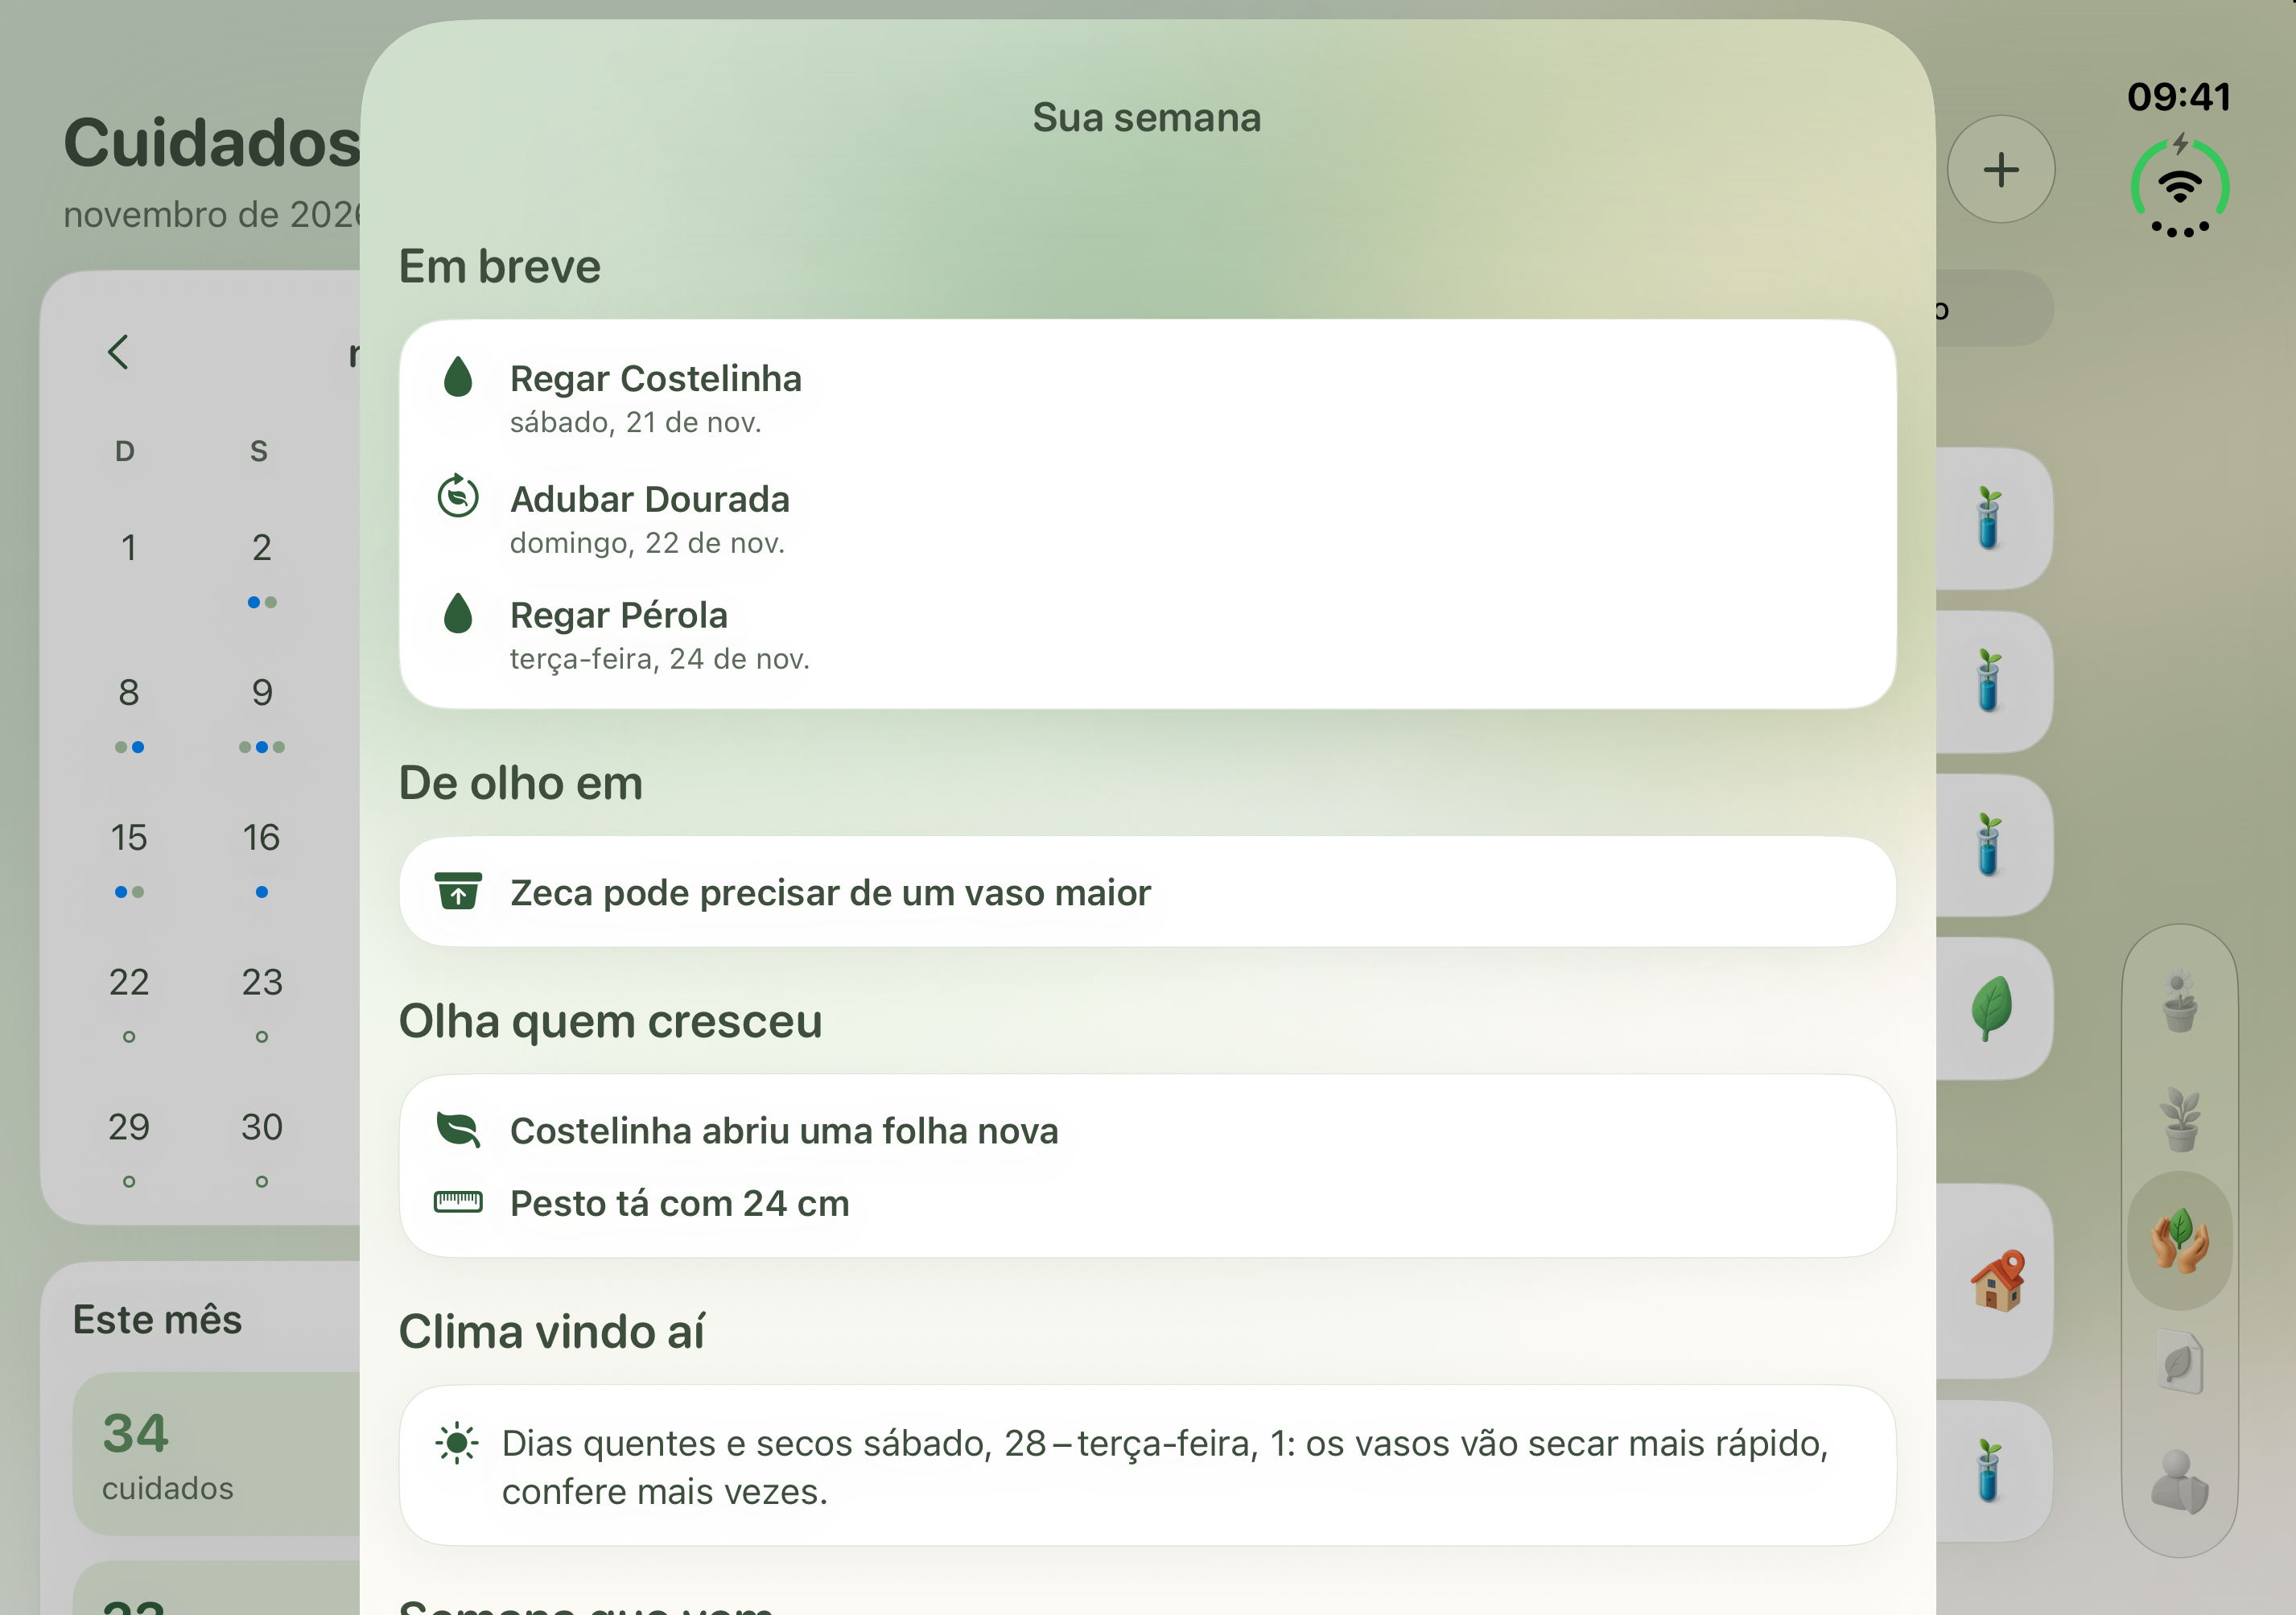 09:41
Cuidados
novembro de 2026
D S
1 2
8 9
15 16
22 23
29 30
Este mês
34
cuidados
Sua semana
Em breve
Regar Costelinha
sábado, 21 de nov.
Adubar Dourada
domingo, 22 de nov.
Regar Pérola
terça-feira, 24 de nov.
De olho em
Zeca pode precisar de um vaso maior
Olha quem cresceu
Costelinha abriu uma folha nova
Pesto tá com 24 cm
Clima vindo aí
Dias quentes e secos sábado, 28 – terça-feira, 1: os vasos vão secar mais rápido,
confere mais vezes.
Semana que vem